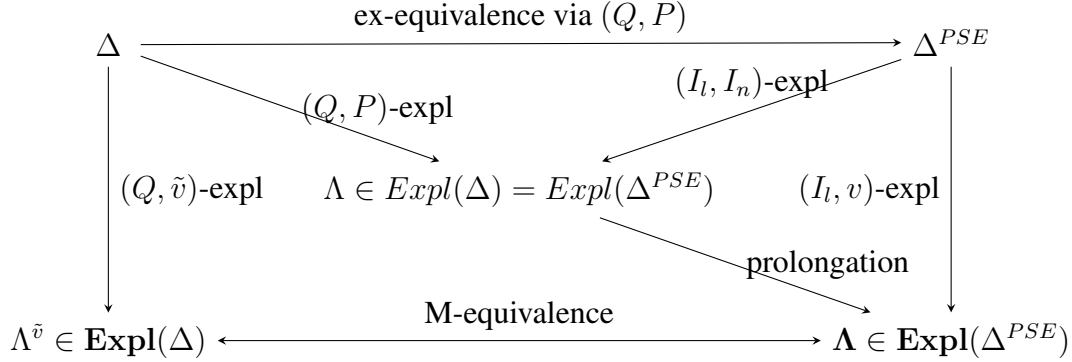 ex-equivalence via (Q, P)
Δ Δ^{PSE}
(Q, P)-expl (I_l, I_n)-expl
(Q, ṽ)-expl Λ ∈ Expl(Δ) = Expl(Δ^{PSE}) (I_l, v)-expl
prolongation
M-equivalence
Λ^{ṽ} ∈ **Expl**(Δ) **Λ** ∈ **Expl**(Δ^{PSE})